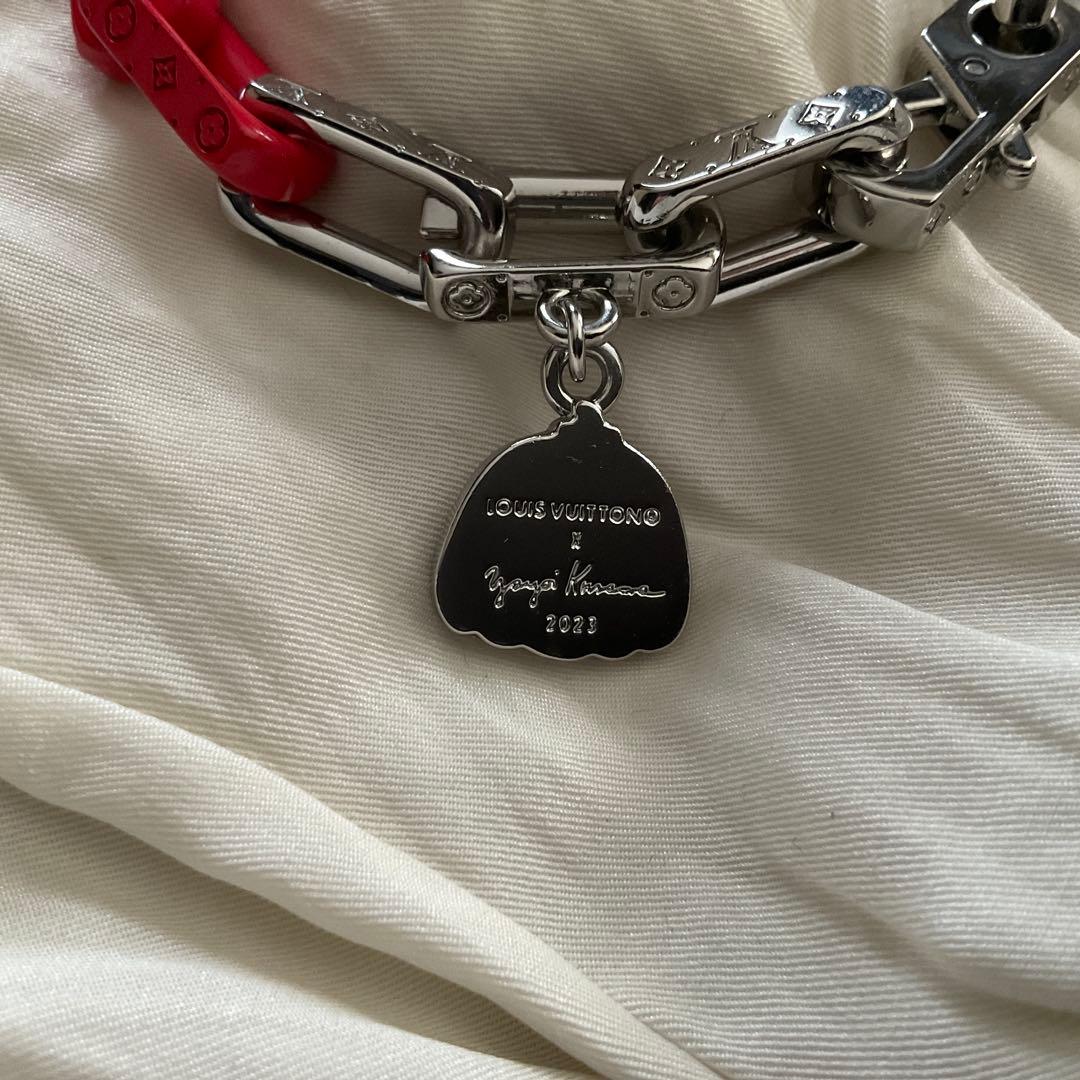 LOUIS VUITTON®
X
Yayoi Kusama
2023